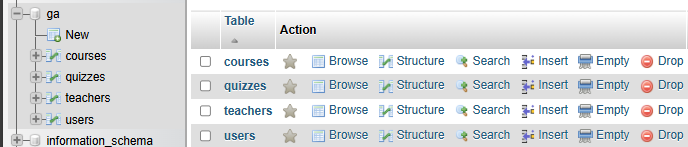 ga
New
courses
quizzes
teachers
users
information_schema
Table Action
courses Browse Structure Search Insert Empty Drop
quizzes Browse Structure Search Insert Empty Drop
teachers Browse Structure Search Insert Empty Drop
users Browse Structure Search Insert Empty Drop